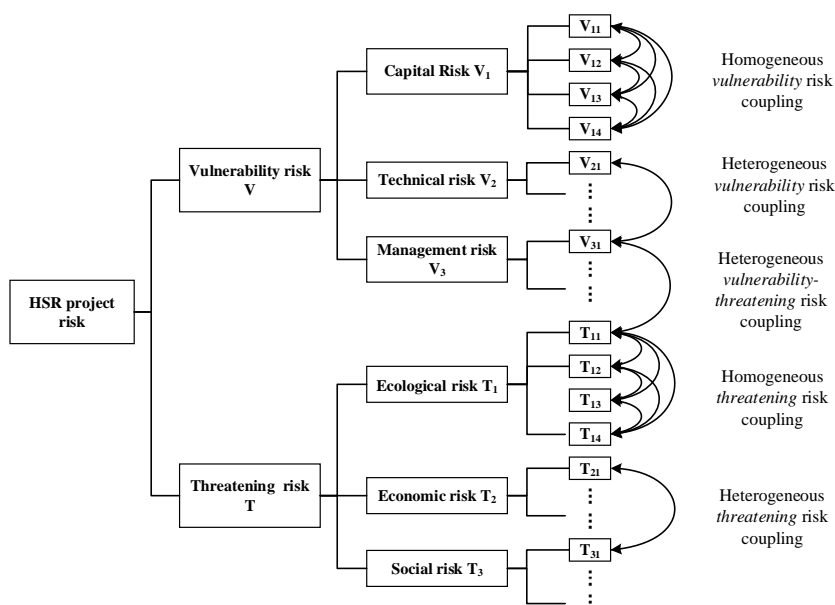 HSR project
risk
Vulnerability risk
V
Threatening risk
T
Capital Risk V₁
Technical risk V₂
Management risk
V₃
Ecological risk T₁
Economic risk T₂
Social risk T₃
V₁₁
V₁₂
V₁₃
V₁₄
V₂₁
V₃₁
T₁₁
T₁₂
T₁₃
T₁₄
T₂₁
T₃₁
Homogeneous
vulnerability risk
coupling
Heterogeneous
vulnerability risk
coupling
Heterogeneous
vulnerability-
threatening risk
coupling
Homogeneous
threatening risk
coupling
Heterogeneous
threatening risk
coupling